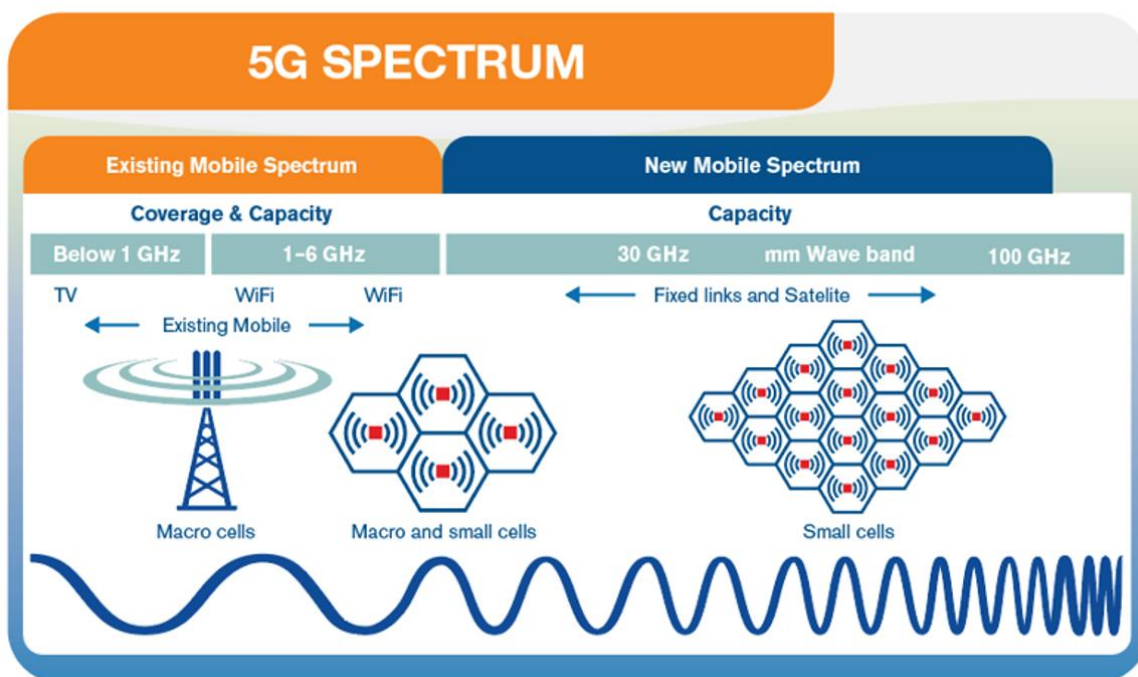 5G SPECTRUM
Existing Mobile Spectrum
New Mobile Spectrum
Coverage & Capacity
Capacity
Below 1 GHz
1–6 GHz
30 GHz
mm Wave band
100 GHz
TV
WiFi
WiFi
Fixed links and Satelite
Existing Mobile
Macro cells
Macro and small cells
Small cells